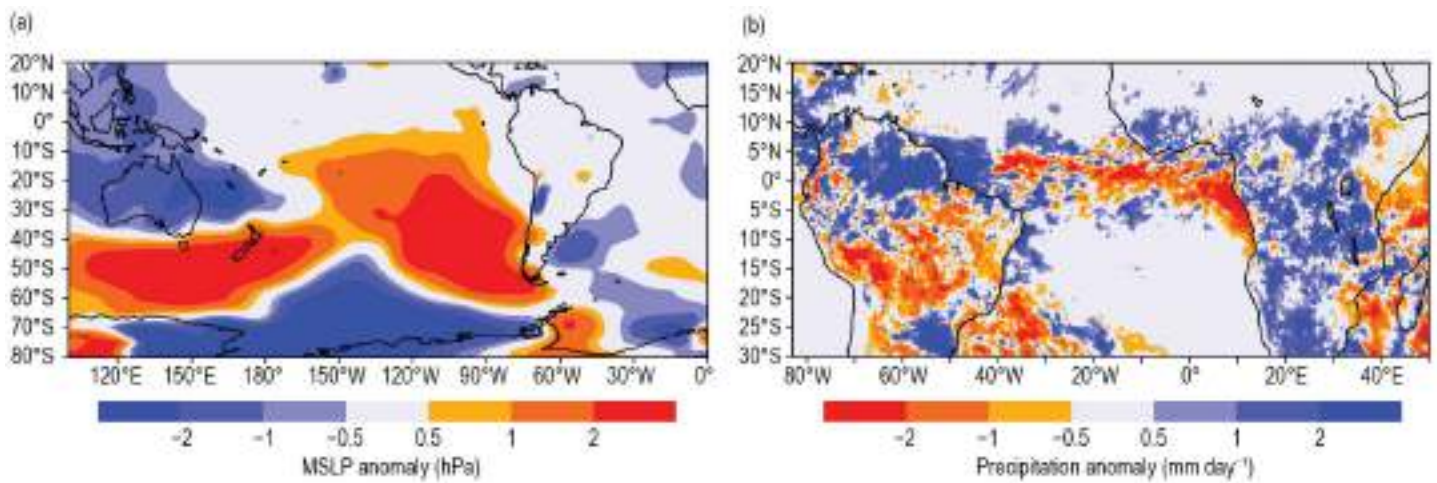 (a)
(b)
20°N
10°N
0°
10°S
20°S
30°S
40°S
50°S
60°S
70°S
80°S
120°E 150°E 180° 150°W 120°W 90°W 60°W 30°W 0°
−2 −1 −0.5 0.5 1 2
MSLP anomaly (hPa)
20°N
15°N
10°N
5°N
0°
5°S
10°S
15°S
20°S
25°S
30°S
80°W 60°W 40°W 20°W 0° 20°E 40°E
−2 −1 −0.5 0.5 1 2
Precipitation anomaly (mm day⁻¹)